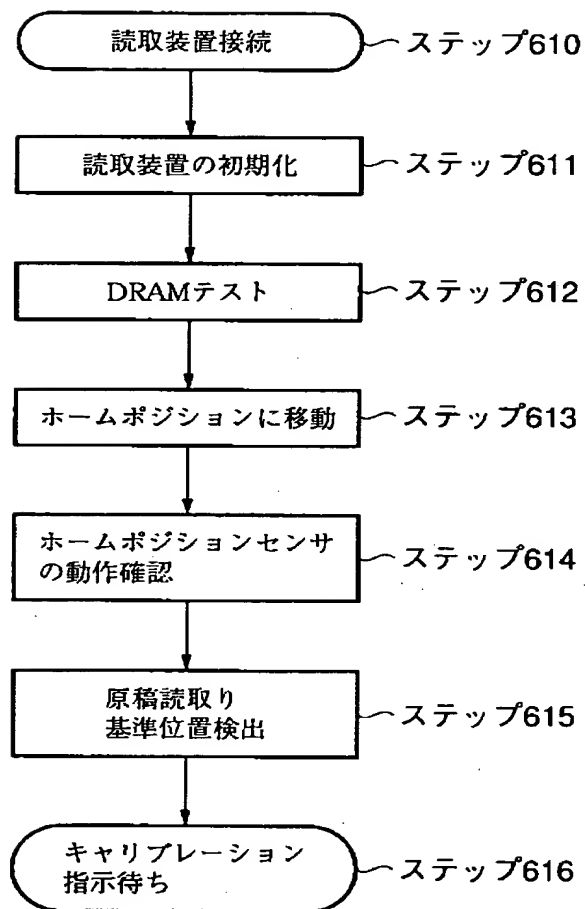 読取装置接続 ステップ610
読取装置の初期化 ステップ611
DRAMテスト ステップ612
ホームポジションに移動 ステップ613
ホームポジションセンサ
の動作確認 ステップ614
原稿読取り
基準位置検出 ステップ615
キャリブレーション
指示待ち ステップ616